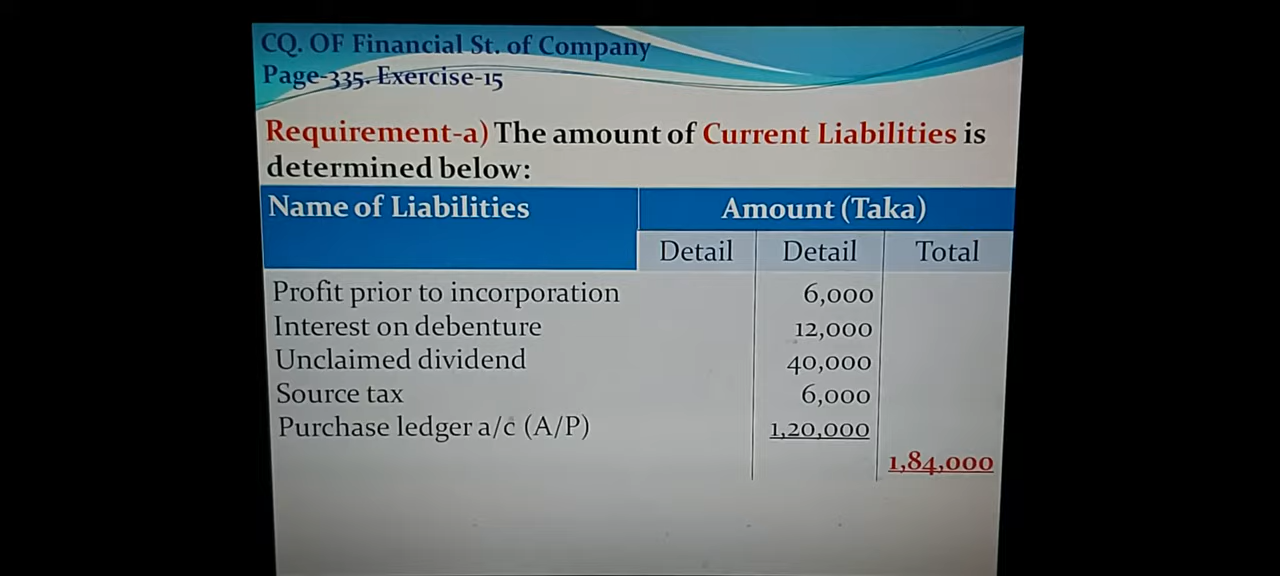 CQ. OF Financial St. of Company
Page-335. Exercise-15
Requirement-a) The amount of Current Liabilities is
determined below:
Name of Liabilities Amount (Taka)
Detail Detail Total
Profit prior to incorporation 6,000
Interest on debenture 12,000
Unclaimed dividend 40,000
Source tax 6,000
Purchase ledger a/c (A/P) 1,20,000
1,84,000